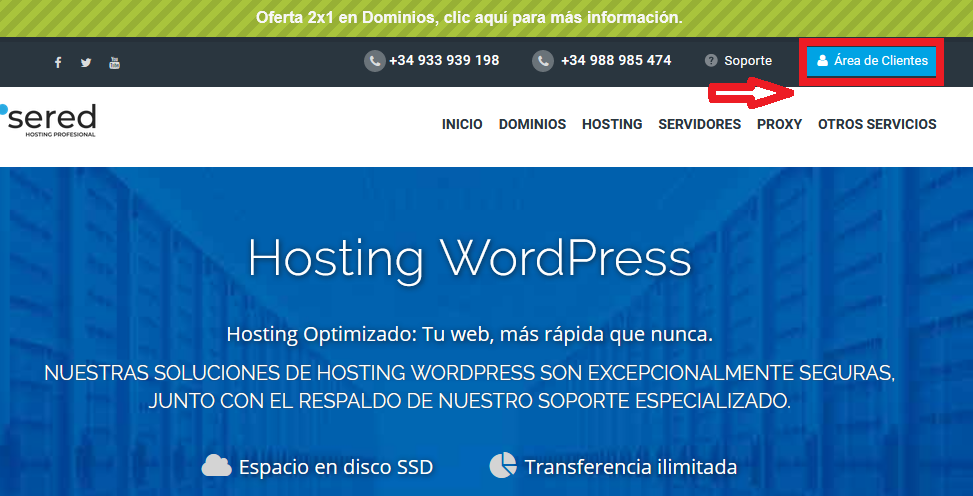 Oferta 2x1 en Dominios, clic aquí para más información.
+34 933 939 198 +34 988 985 474 ? Soporte Área de Clientes
sered
HOSTING PROFESIONAL
INICIO DOMINIOS HOSTING SERVIDORES PROXY OTROS SERVICIOS
Hosting WordPress
Hosting Optimizado: Tu web, más rápida que nunca.
NUESTRAS SOLUCIONES DE HOSTING WORDPRESS SON EXCEPCIONALMENTE SEGURAS,
JUNTO CON EL RESPALDO DE NUESTRO SOPORTE ESPECIALIZADO.
Espacio en disco SSD Transferencia ilimitada